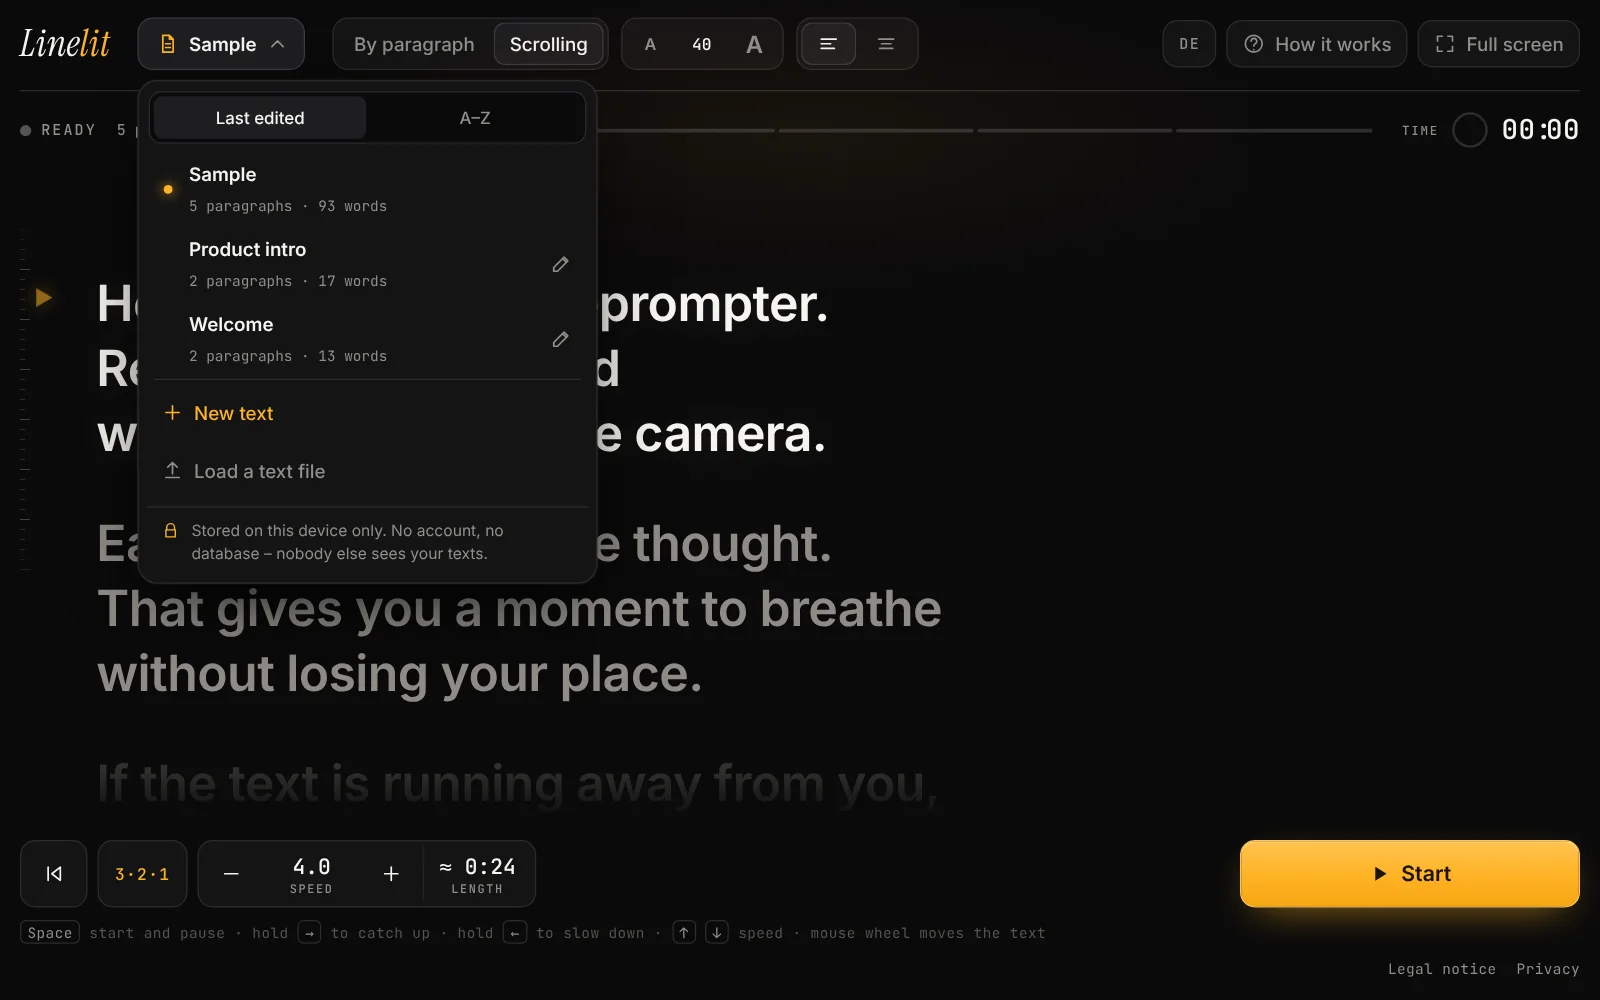 Linelit
Sample
By paragraph
Scrolling
A 40 A
DE
How it works
Full screen
READY 5
TIME 00:00
Last edited
A–Z
Sample
5 paragraphs · 93 words
Product intro
2 paragraphs · 17 words
Welcome
2 paragraphs · 13 words
+ New text
Load a text file
Stored on this device only. No account, no
database – nobody else sees your texts.
prompter.
camera.
thought.
That gives you a moment to breathe
without losing your place.
If the text is running away from you,
3·2·1
− 4.0 +
SPEED
≈ 0:24
LENGTH
Start
Space start and pause · hold → to catch up · hold ← to slow down · ↑ ↓ speed · mouse wheel moves the text
Legal notice Privacy